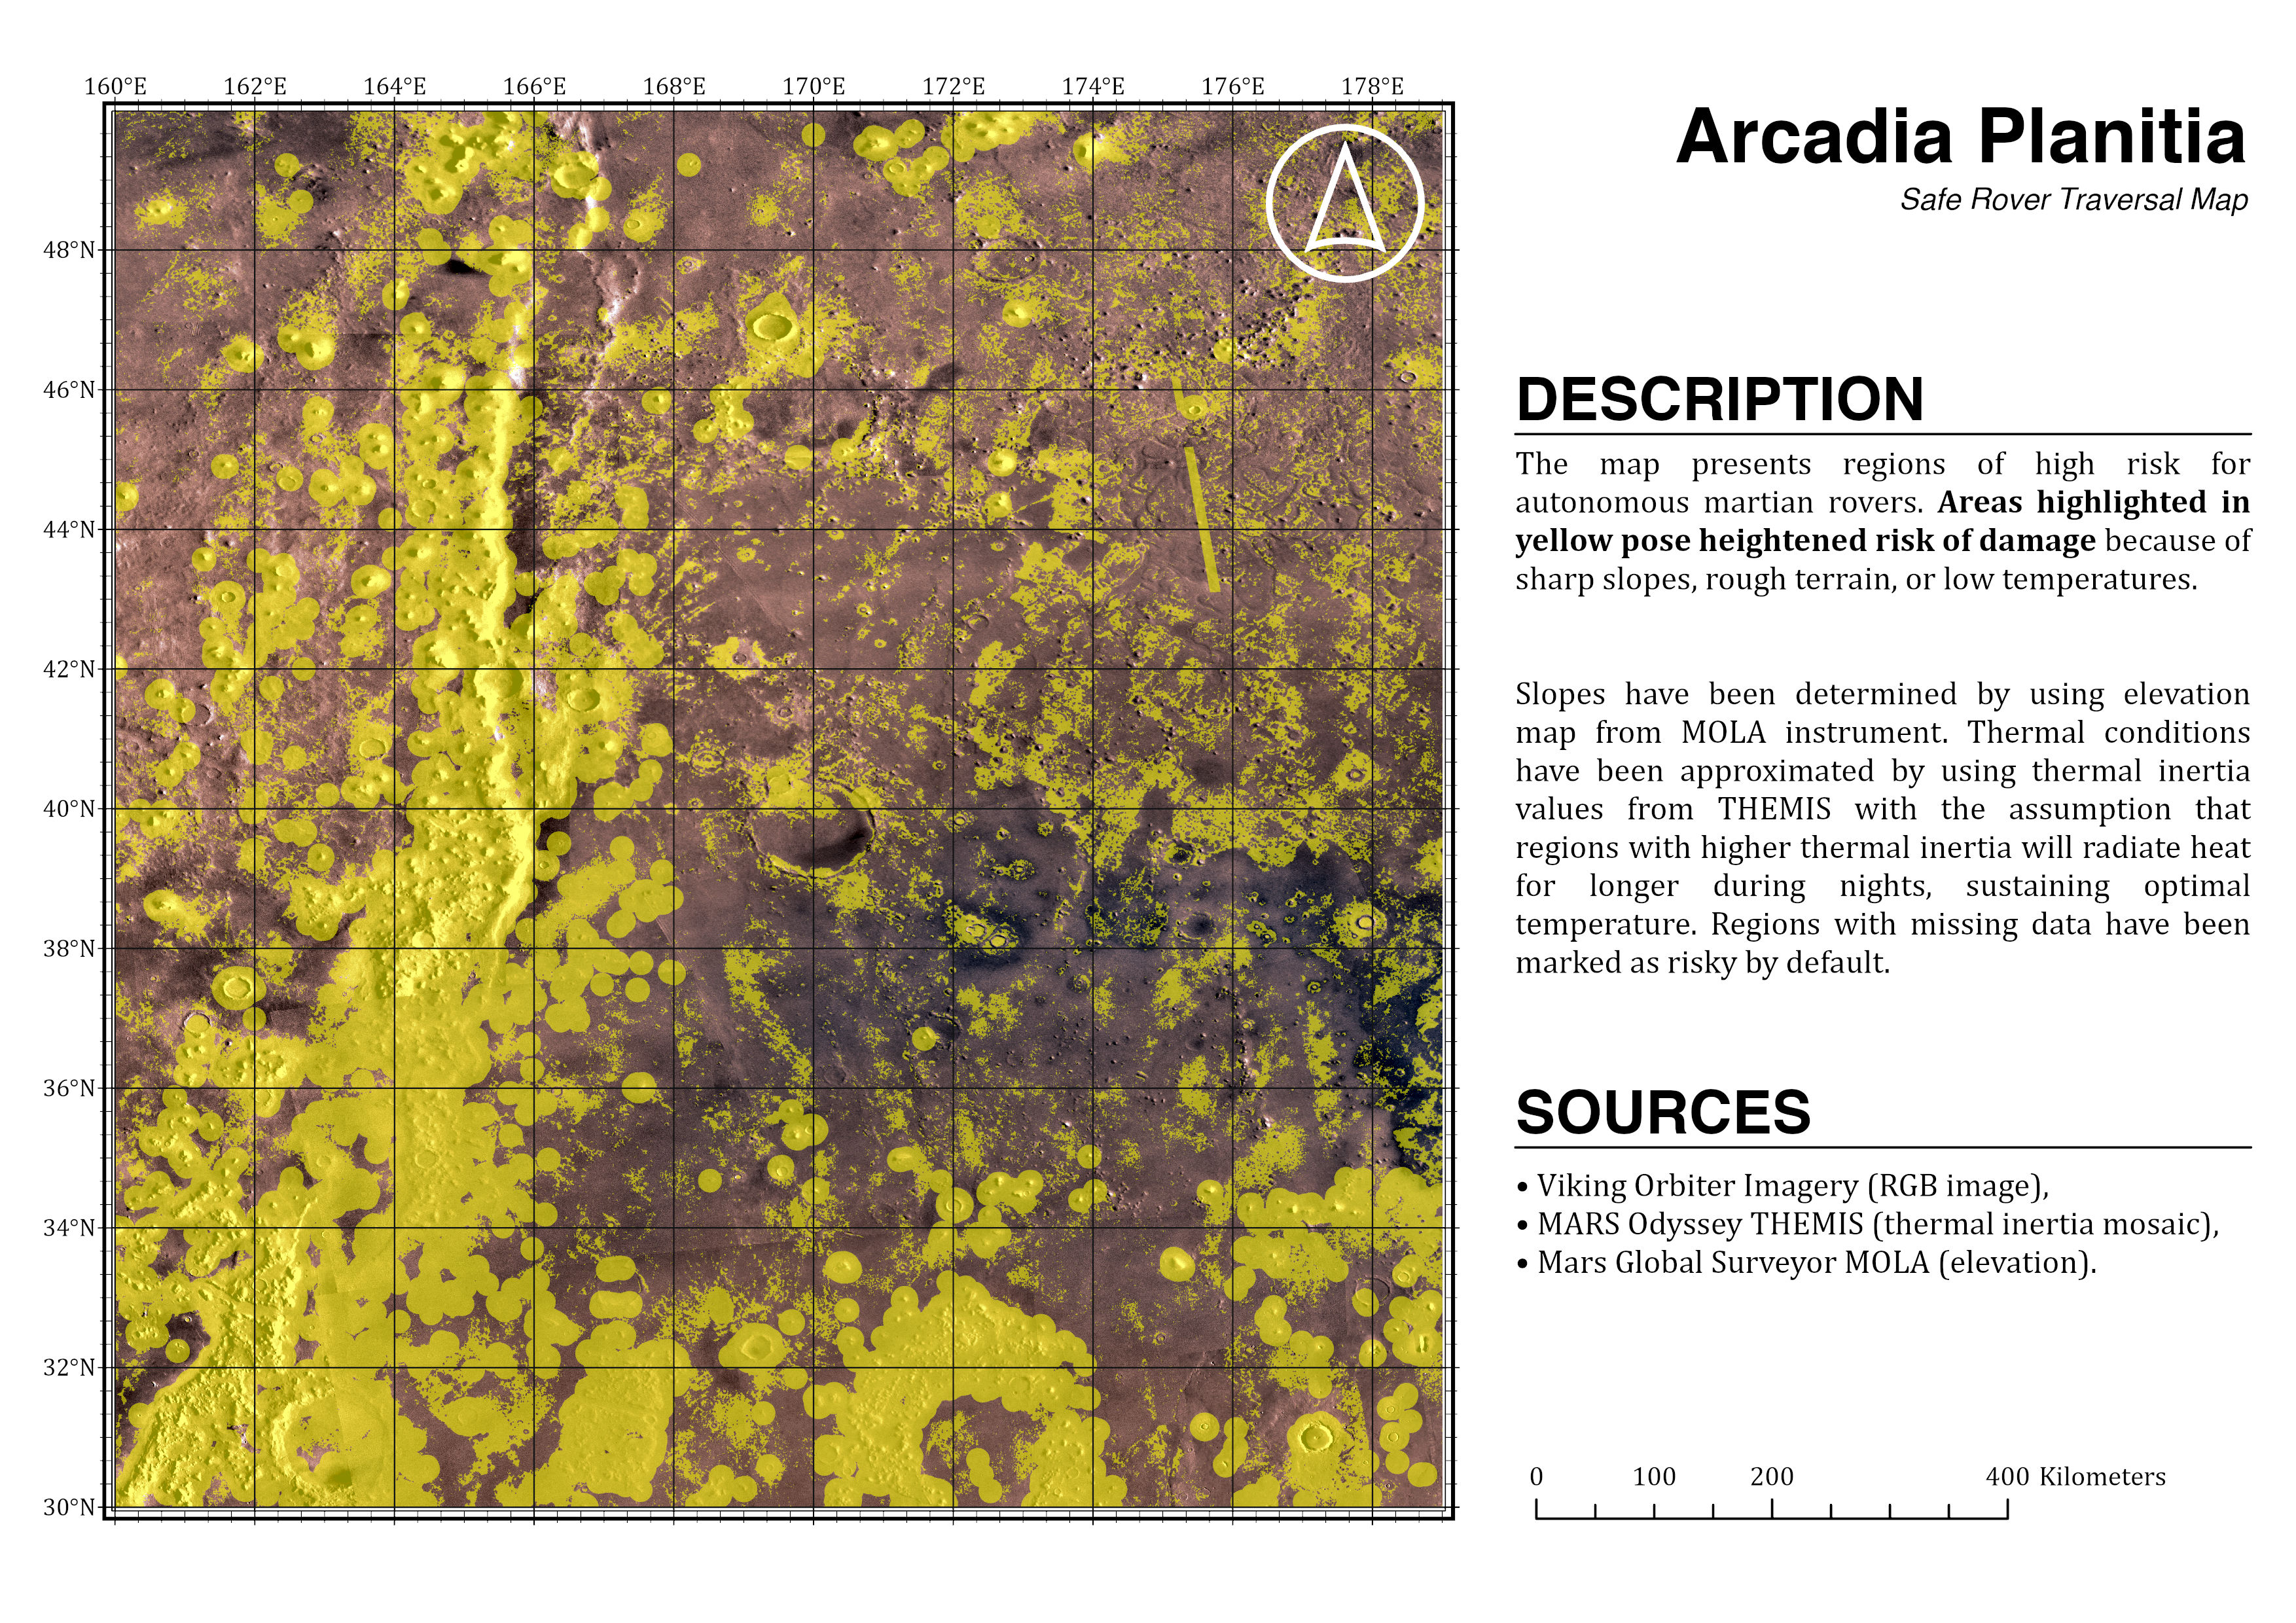 160°E 162°E 164°E 166°E 168°E 170°E 172°E 174°E 176°E 178°E
48°N
46°N
44°N
42°N
40°N
38°N
36°N
34°N
32°N
30°N
Arcadia Planitia
Safe Rover Traversal Map
DESCRIPTION
The map presents regions of high risk for
autonomous martian rovers. Areas highlighted in
yellow pose heightened risk of damage because of
sharp slopes, rough terrain, or low temperatures.
Slopes have been determined by using elevation
map from MOLA instrument. Thermal conditions
have been approximated by using thermal inertia
values from THEMIS with the assumption that
regions with higher thermal inertia will radiate heat
for longer during nights, sustaining optimal
temperature. Regions with missing data have been
marked as risky by default.
SOURCES
• Viking Orbiter Imagery (RGB image),
• MARS Odyssey THEMIS (thermal inertia mosaic),
• Mars Global Surveyor MOLA (elevation).
0 100 200 400 Kilometers